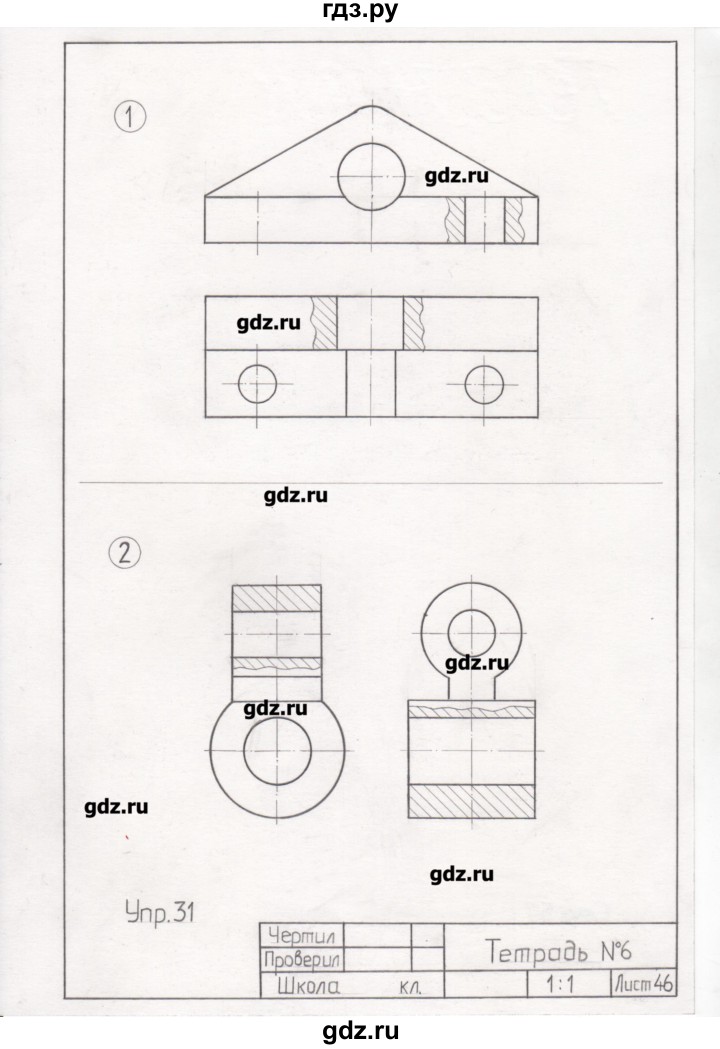 гдз.ру
1
gdz.ru
gdz.ru
gdz.ru
2
gdz.ru
gdz.ru
gdz.ru
gdz.ru
Упр.31
Чертил
Проверил
Тетрадь №6
Школа кл. 1:1 Лист 46
gdz.ru